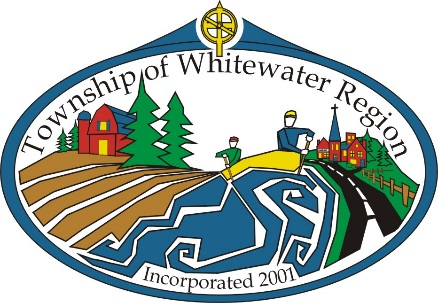 Township of Whitewater Region
Incorporated 2001